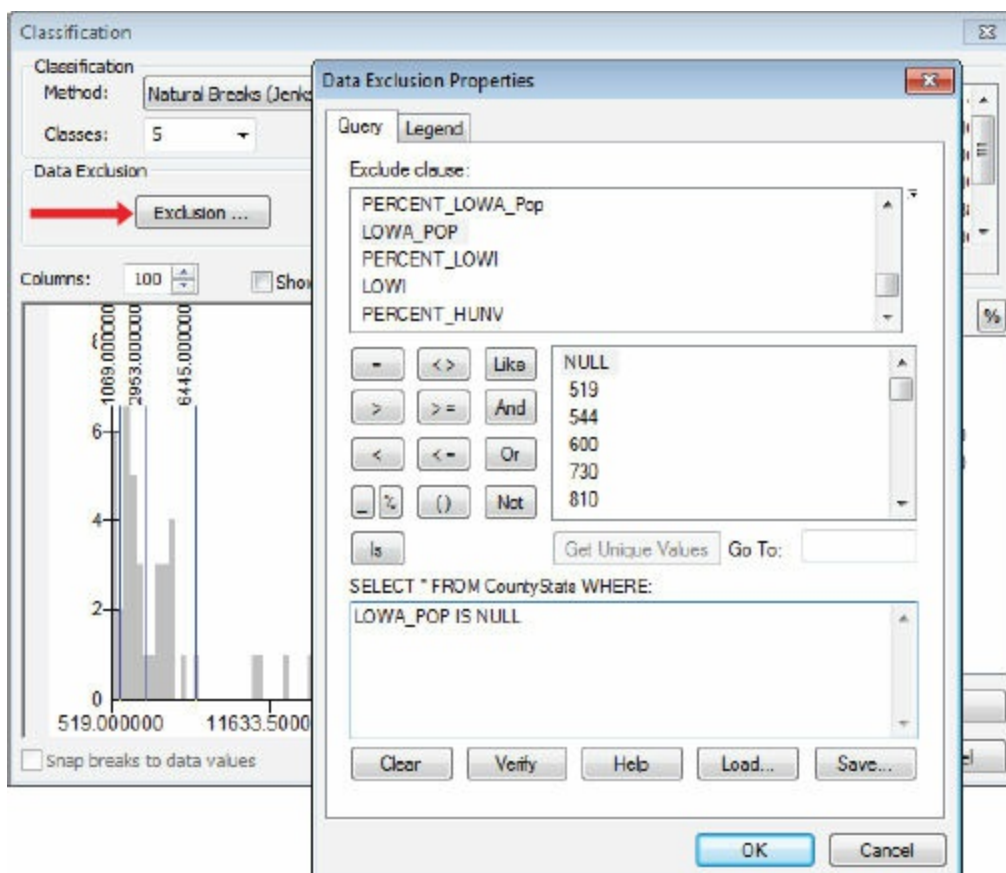 Classification
Classification
Method: Natural Breaks (Jenks
Classes: 5
Data Exclusion
Exclusion ...
Columns: 100
1069.000000
2953.000000
6445.000000
6
4
2
0
519.000000 11633.5000
Snap breaks to data values
%
Data Exclusion Properties
Query Legend
Exclude clause:
PERCENT_LOWA_Pop
LOWA_POP
PERCENT_LOWI
LOWI
PERCENT_HUNV
= <> Like
> >= And
< <= Or
_ % () Not
Is
NULL
519
544
600
730
810
Get Unique Values Go To:
SELECT * FROM CountyState WHERE:
LOWA_POP IS NULL
Clear Verify Help Load... Save...
OK Cancel